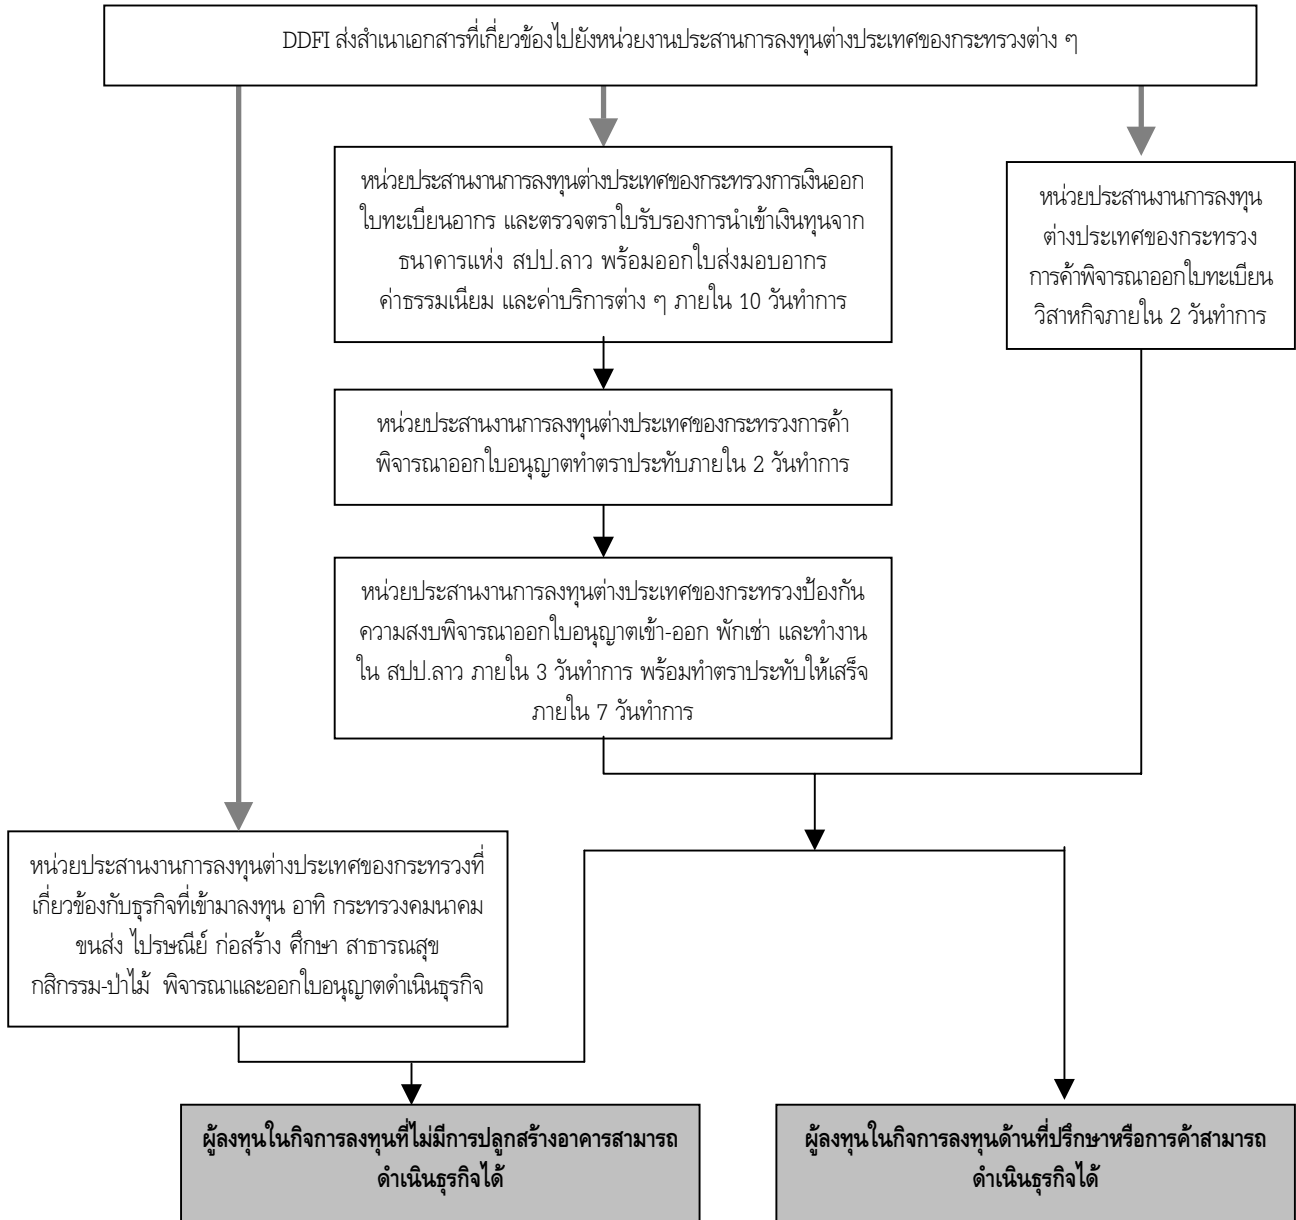 DDFI ส่งสำเนาเอกสารที่เกี่ยวข้องไปยังหน่วยงานประสานการลงทุนต่างประเทศของกระทรวงต่าง ๆ
หน่วยประสานงานการลงทุนต่างประเทศของกระทรวงการเงินออก
ใบทะเบียนอากร และตรวจตราใบรับรองการนำเข้าเงินทุนจาก
ธนาคารแห่ง สปป.ลาว พร้อมออกใบส่งมอบอากร
ค่าธรรมเนียม และค่าบริการต่าง ๆ ภายใน 10 วันทำการ
หน่วยประสานงานการลงทุน
ต่างประเทศของกระทรวง
การค้าพิจารณาออกใบทะเบียน
วิสาหกิจภายใน 2 วันทำการ
หน่วยประสานงานการลงทุนต่างประเทศของกระทรวงการค้า
พิจารณาออกใบอนุญาตทำตราประทับภายใน 2 วันทำการ
หน่วยประสานงานการลงทุนต่างประเทศของกระทรวงป้องกัน
ความสงบพิจารณาออกใบอนุญาตเข้า-ออก พักเช่า และทำงาน
ใน สปป.ลาว ภายใน 3 วันทำการ พร้อมทำตราประทับให้เสร็จ
ภายใน 7 วันทำการ
หน่วยประสานงานการลงทุนต่างประเทศของกระทรวงที่
เกี่ยวข้องกับธุรกิจที่เข้ามาลงทุน อาทิ กระทรวงคมนาคม
ขนส่ง ไปรษณีย์ ก่อสร้าง ศึกษา สาธารณสุข
กสิกรรม-ป่าไม้ พิจารณาและออกใบอนุญาตดำเนินธุรกิจ
ผู้ลงทุนในกิจการลงทุนที่ไม่มีการปลูกสร้างอาคารสามารถ
ดำเนินธุรกิจได้
ผู้ลงทุนในกิจการลงทุนด้านที่ปรึกษาหรือการค้าสามารถ
ดำเนินธุรกิจได้